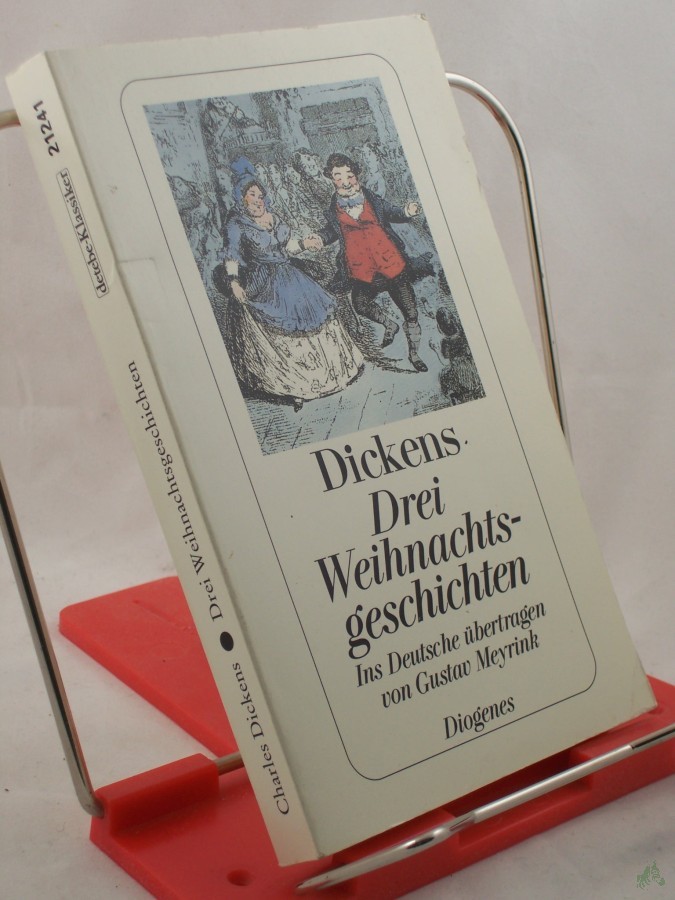 Dickens
Drei
Weihnachts-
geschichten
Ins Deutsche übertragen
von Gustav Meyrink
Diogenes
Charles Dickens ● Drei Weihnachtsgeschichten
detebe-Klassiker
21241